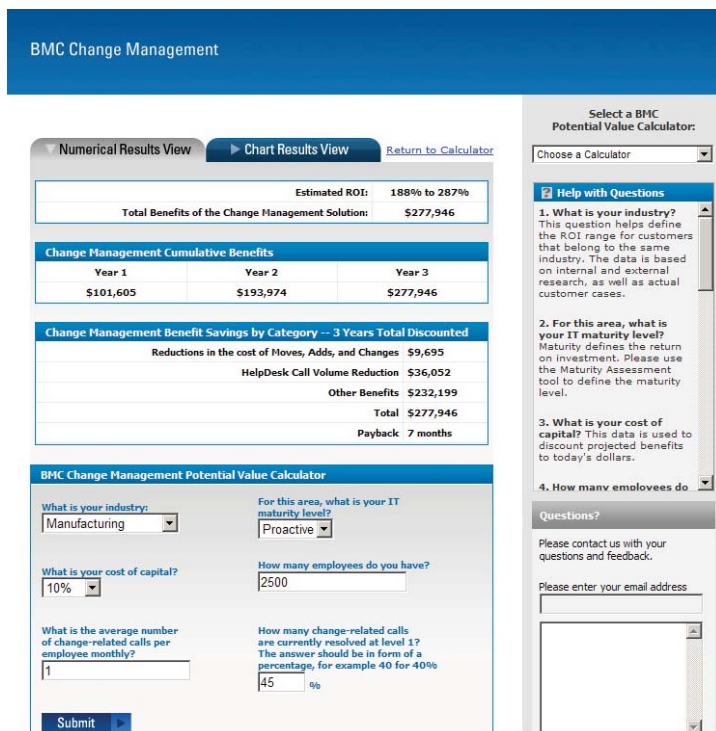 BMC Change Management
Numerical Results View
Chart Results View
Return to Calculator
Estimated ROI: 188% to 287%
Total Benefits of the Change Management Solution: $277,946
Change Management Cumulative Benefits
Year 1 Year 2 Year 3
$101,605 $193,974 $277,946
Change Management Benefit Savings by Category -- 3 Years Total Discounted
Reductions in the cost of Moves, Adds, and Changes $9,695
HelpDesk Call Volume Reduction $36,052
Other Benefits $232,199
Total $277,946
Payback 7 months
BMC Change Management Potential Value Calculator
What is your industry:
Manufacturing
For this area, what is your IT
maturity level?
Proactive
What is your cost of capital?
10%
How many employees do you have?
2500
What is the average number
of change-related calls per
employee monthly?
1
How many change-related calls
are currently resolved at level 1?
The answer should be in form of a
percentage, for example 40 for 40%
45 %
Submit
Select a BMC
Potential Value Calculator:
Choose a Calculator
? Help with Questions
1. What is your industry?
This question helps define
the ROI range for customers
that belong to the same
industry. The data is based
on internal and external
research, as well as actual
customer cases.
2. For this area, what is
your IT maturity level?
Maturity defines the return
on investment. Please use
the Maturity Assessment
tool to define the maturity
level.
3. What is your cost of
capital? This data is used to
discount projected benefits
to today's dollars.
4. How many employees do
Questions?
Please contact us with your
questions and feedback.
Please enter your email address